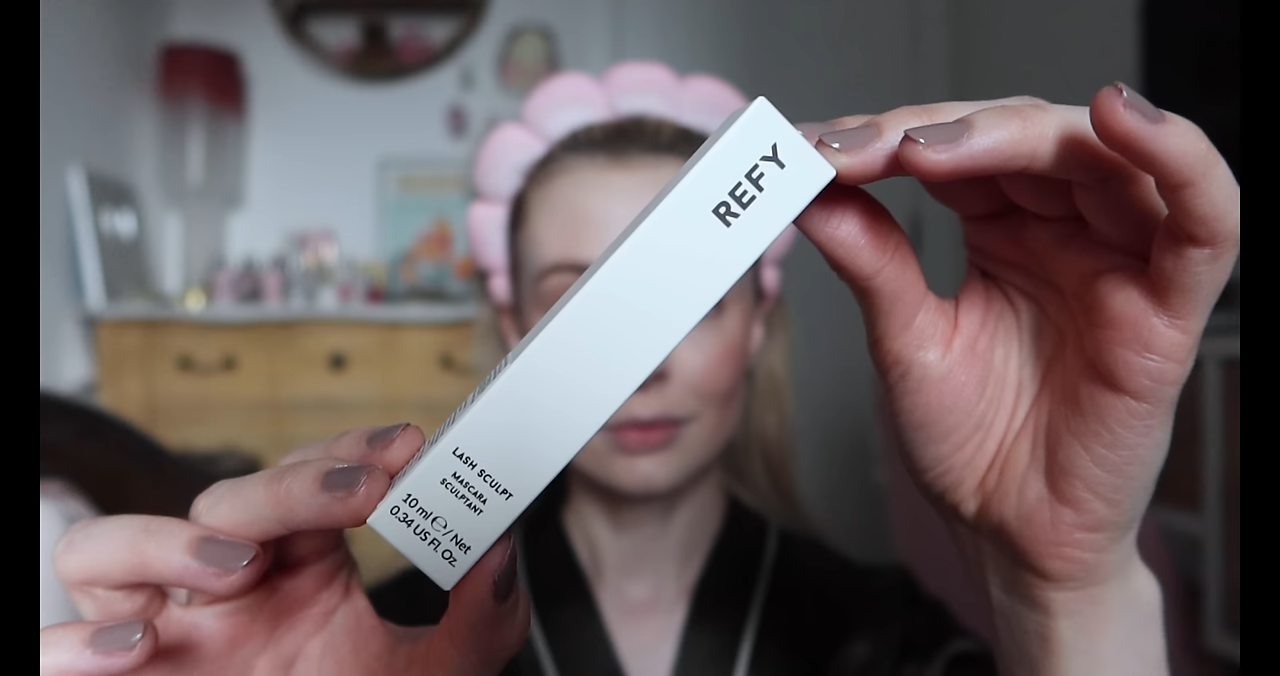 REFY
LASH SCULPT
MASCARA
SCULPTANT
10 ml ℮ / Net
0.34 US Fl. Oz